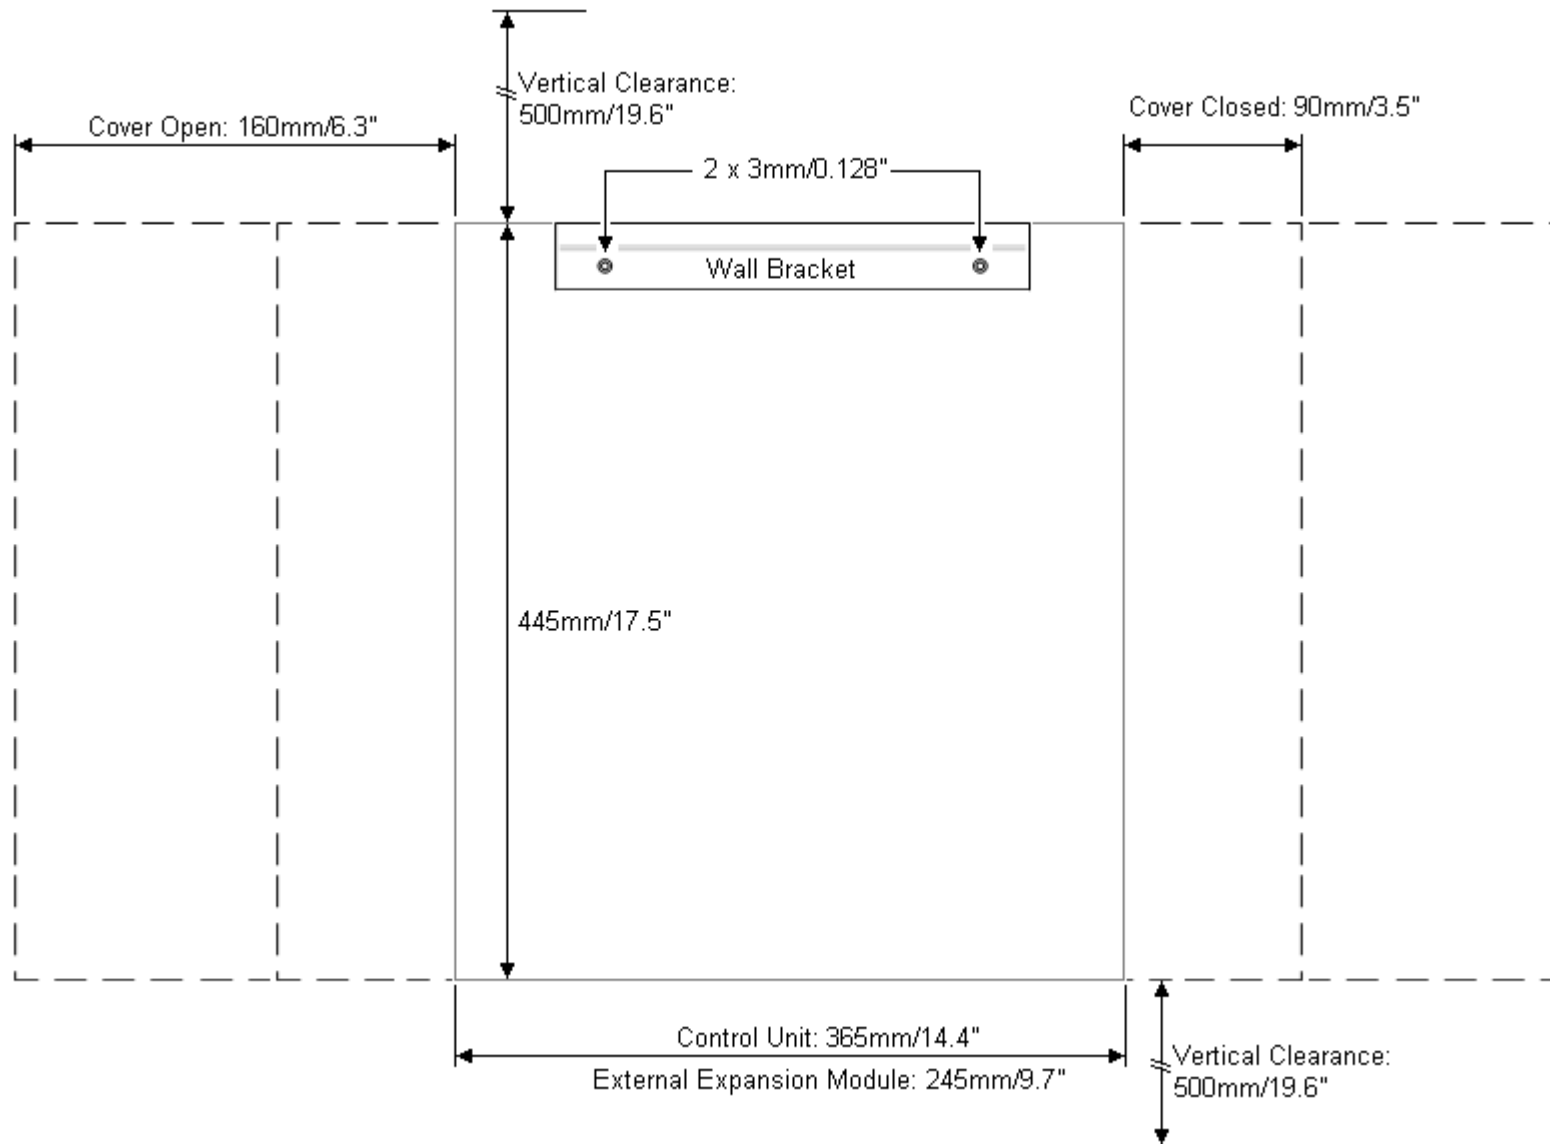 Vertical Clearance:
500mm/19.6"
Cover Open: 160mm/6.3"
Cover Closed: 90mm/3.5"
2 x 3mm/0.128"
Wall Bracket
445mm/17.5"
Control Unit: 365mm/14.4"
External Expansion Module: 245mm/9.7"
Vertical Clearance:
500mm/19.6"